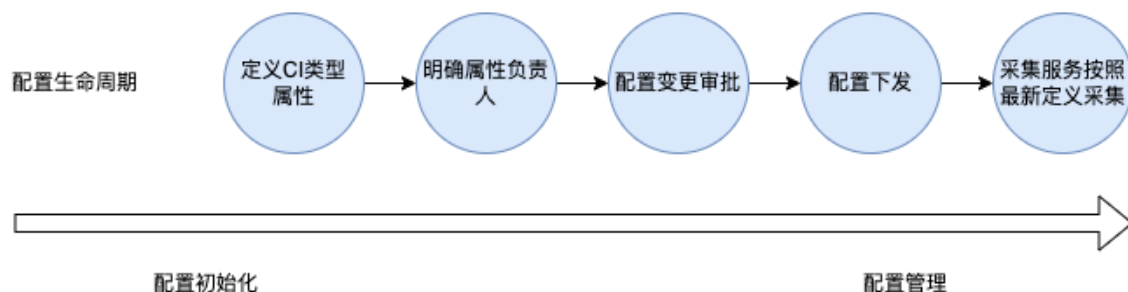 配置生命周期
定义CI类型
属性
明确属性负责
人
配置变更审批
配置下发
采集服务按照
最新定义采集
配置初始化
配置管理